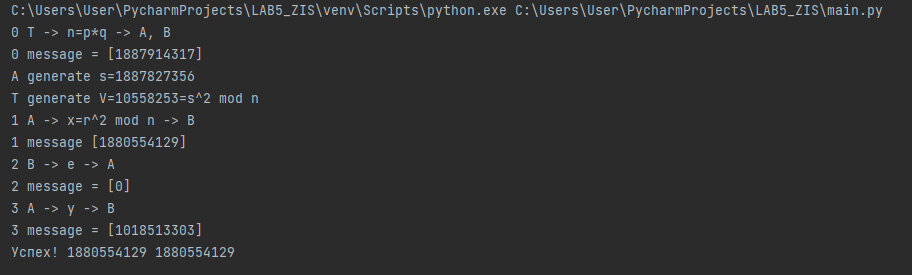 C:\Users\User\PycharmProjects\LAB5_ZIS\venv\Scripts\python.exe C:\Users\User\PycharmProjects\LAB5_ZIS\main.py
0 T -> n=p*q -> A, B
0 message = [1887914317]
A generate s=1887827356
T generate V=10558253=s^2 mod n
1 A -> x=r^2 mod n -> B
1 message [1880554129]
2 B -> e -> A
2 message = [0]
3 A -> y -> B
3 message = [1018513303]
Успех! 1880554129 1880554129